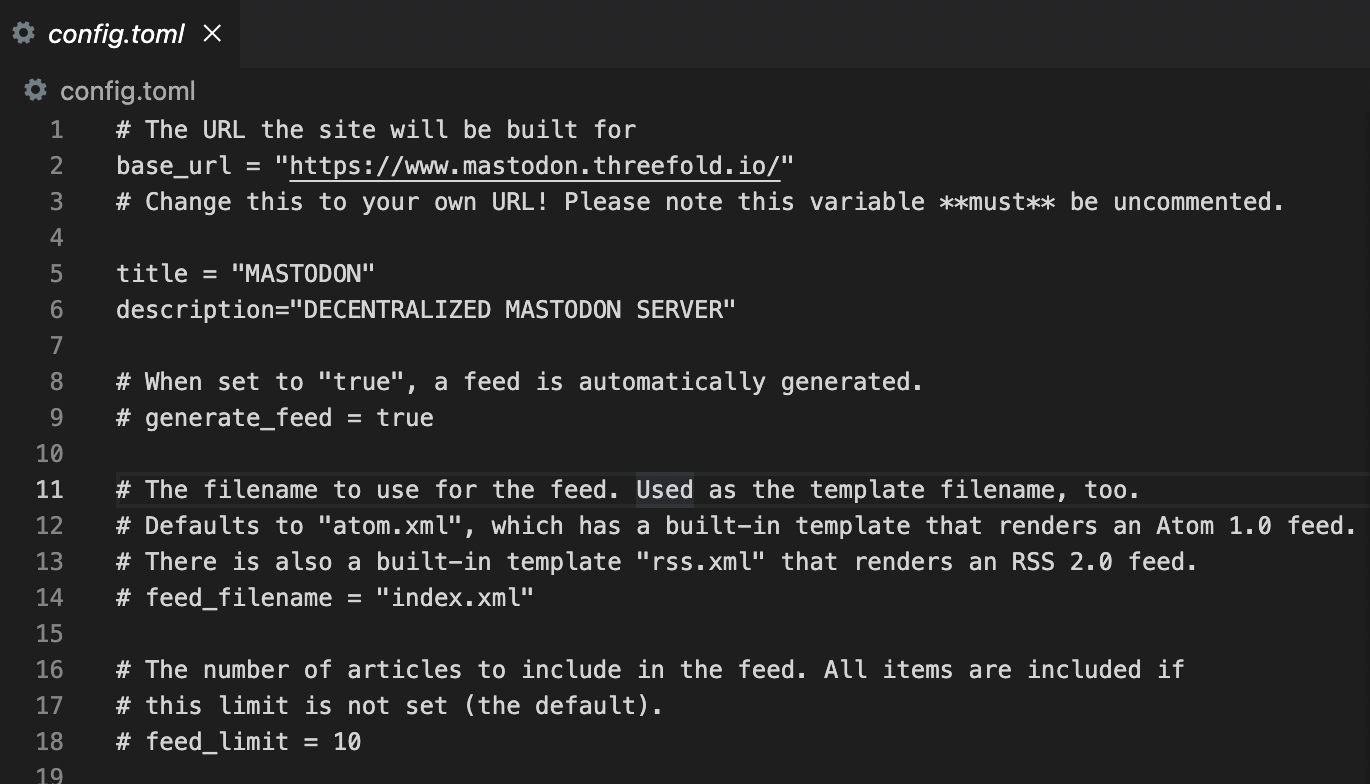 config.toml
config.toml
1 # The URL the site will be built for
2 base_url = "https://www.mastodon.threefold.io/"
3 # Change this to your own URL! Please note this variable **must** be uncommented.
4
5 title = "MASTODON"
6 description="DECENTRALIZED MASTODON SERVER"
7
8 # When set to "true", a feed is automatically generated.
9 # generate_feed = true
10
11 # The filename to use for the feed. Used as the template filename, too.
12 # Defaults to "atom.xml", which has a built-in template that renders an Atom 1.0 feed.
13 # There is also a built-in template "rss.xml" that renders an RSS 2.0 feed.
14 # feed_filename = "index.xml"
15
16 # The number of articles to include in the feed. All items are included if
17 # this limit is not set (the default).
18 # feed_limit = 10
19